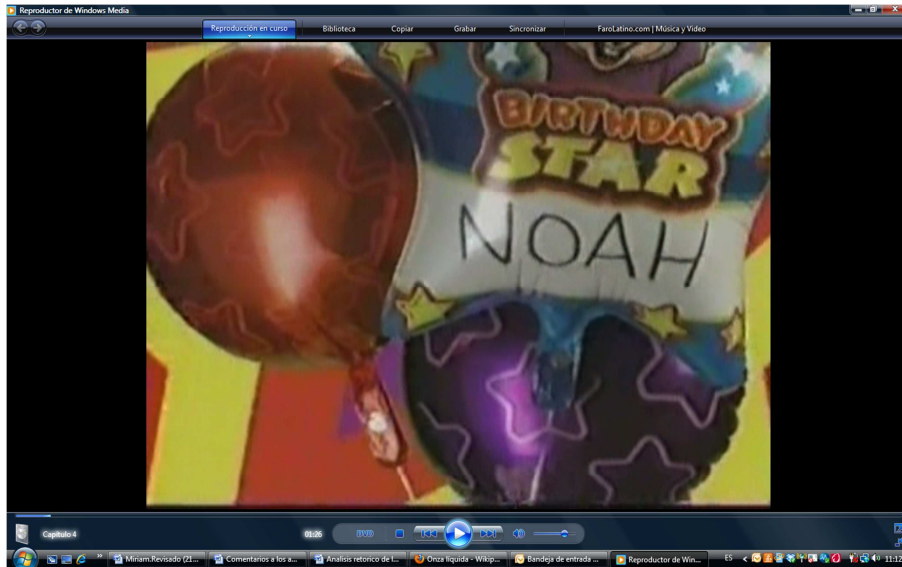 Reproductor de Windows Media
Reproducción en curso
Biblioteca
Copiar
Grabar
Sincronizar
FaroLatino.com | Música y Video
BIRTHDAY
STAR
NOAH
Capítulo 4
01:26
DVD
Miriam.Revisado (21...
Comentarios a los a...
Analisis retorico de l...
Onza líquida - Wikip...
Bandeja de entrada ...
Reproductor de Win...
ES
11:12